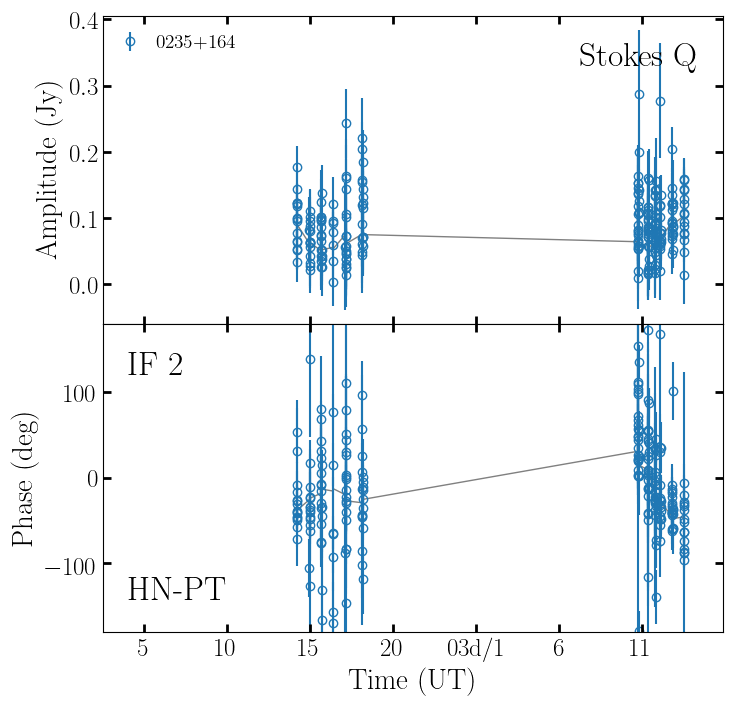 0.4
0235+164
Stokes Q
0.3
0.2
0.1
0.0
Amplitude (Jy)
IF 2
100
0
−100
Phase (deg)
HN-PT
5 10 15 20 03d/1 6 11
Time (UT)